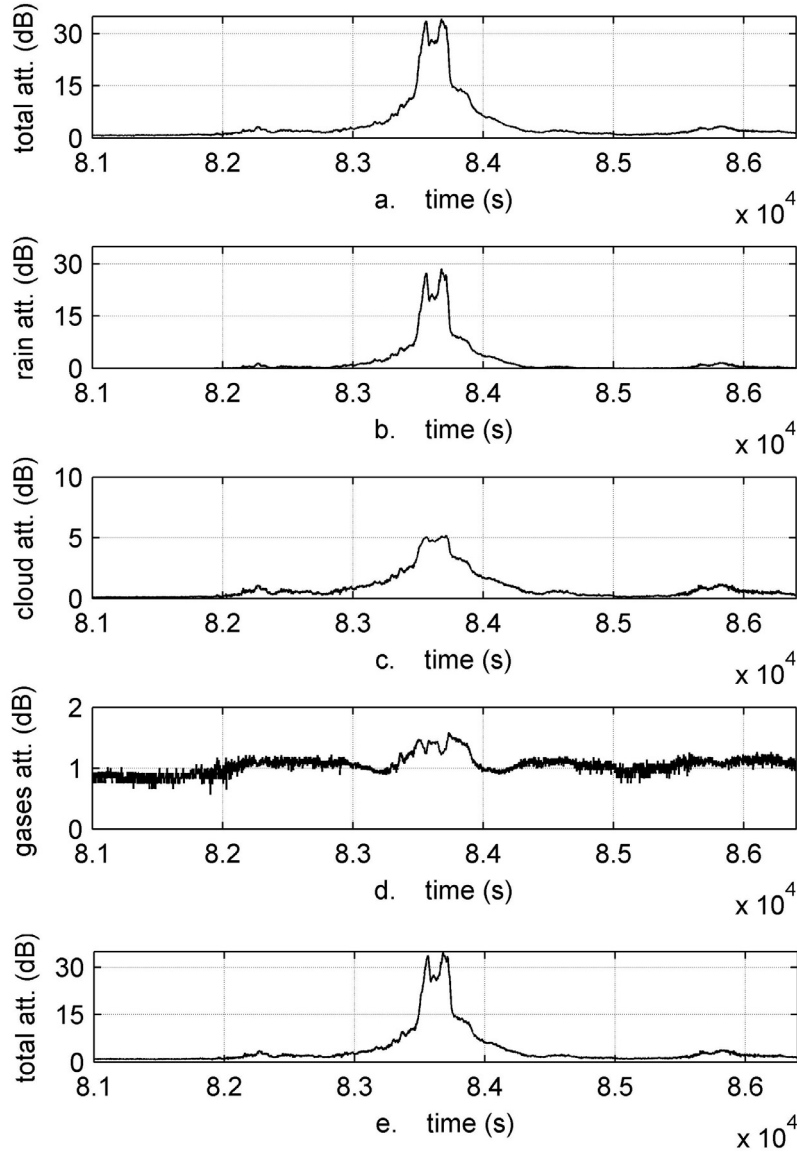 30
15
0
total att. (dB)
8.1 8.2 8.3 8.4 8.5 8.6
a. time (s)
x 10^4
30
15
0
rain att. (dB)
8.1 8.2 8.3 8.4 8.5 8.6
b. time (s)
x 10^4
10
5
0
cloud att. (dB)
8.1 8.2 8.3 8.4 8.5 8.6
c. time (s)
x 10^4
2
1
0
gases att. (dB)
8.1 8.2 8.3 8.4 8.5 8.6
d. time (s)
x 10^4
30
15
0
total att. (dB)
8.1 8.2 8.3 8.4 8.5 8.6
e. time (s)
x 10^4